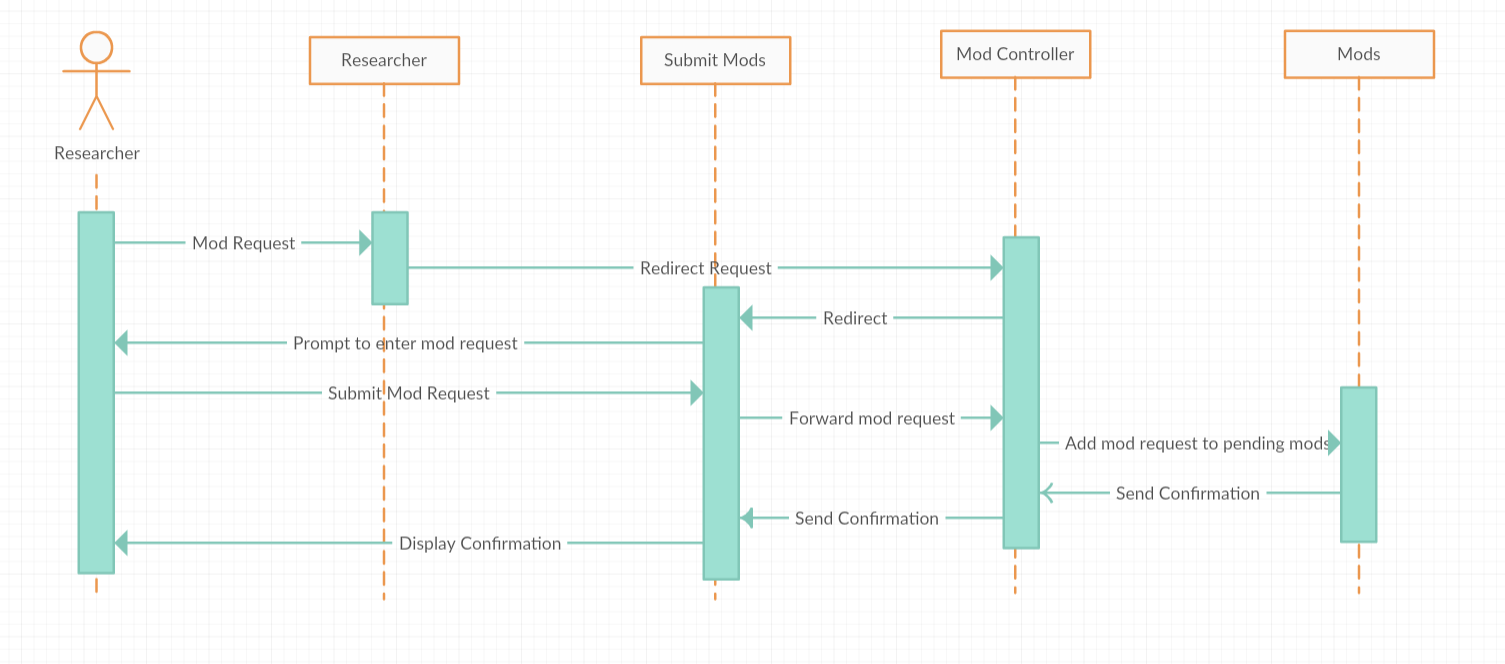 Researcher
Submit Mods
Mod Controller
Mods
Researcher
Mod Request
Redirect Request
Redirect
Prompt to enter mod request
Submit Mod Request
Forward mod request
Add mod request to pending mods
Send Confirmation
Send Confirmation
Display Confirmation